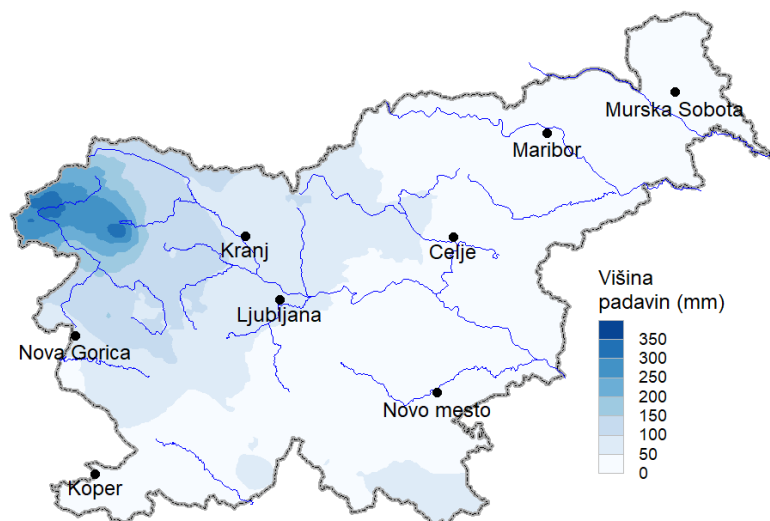 Murska Sobota
Maribor
Kranj
Celje
Ljubljana
Nova Gorica
Novo mesto
Koper
Višina
padavin (mm)
350
300
250
200
150
100
50
0